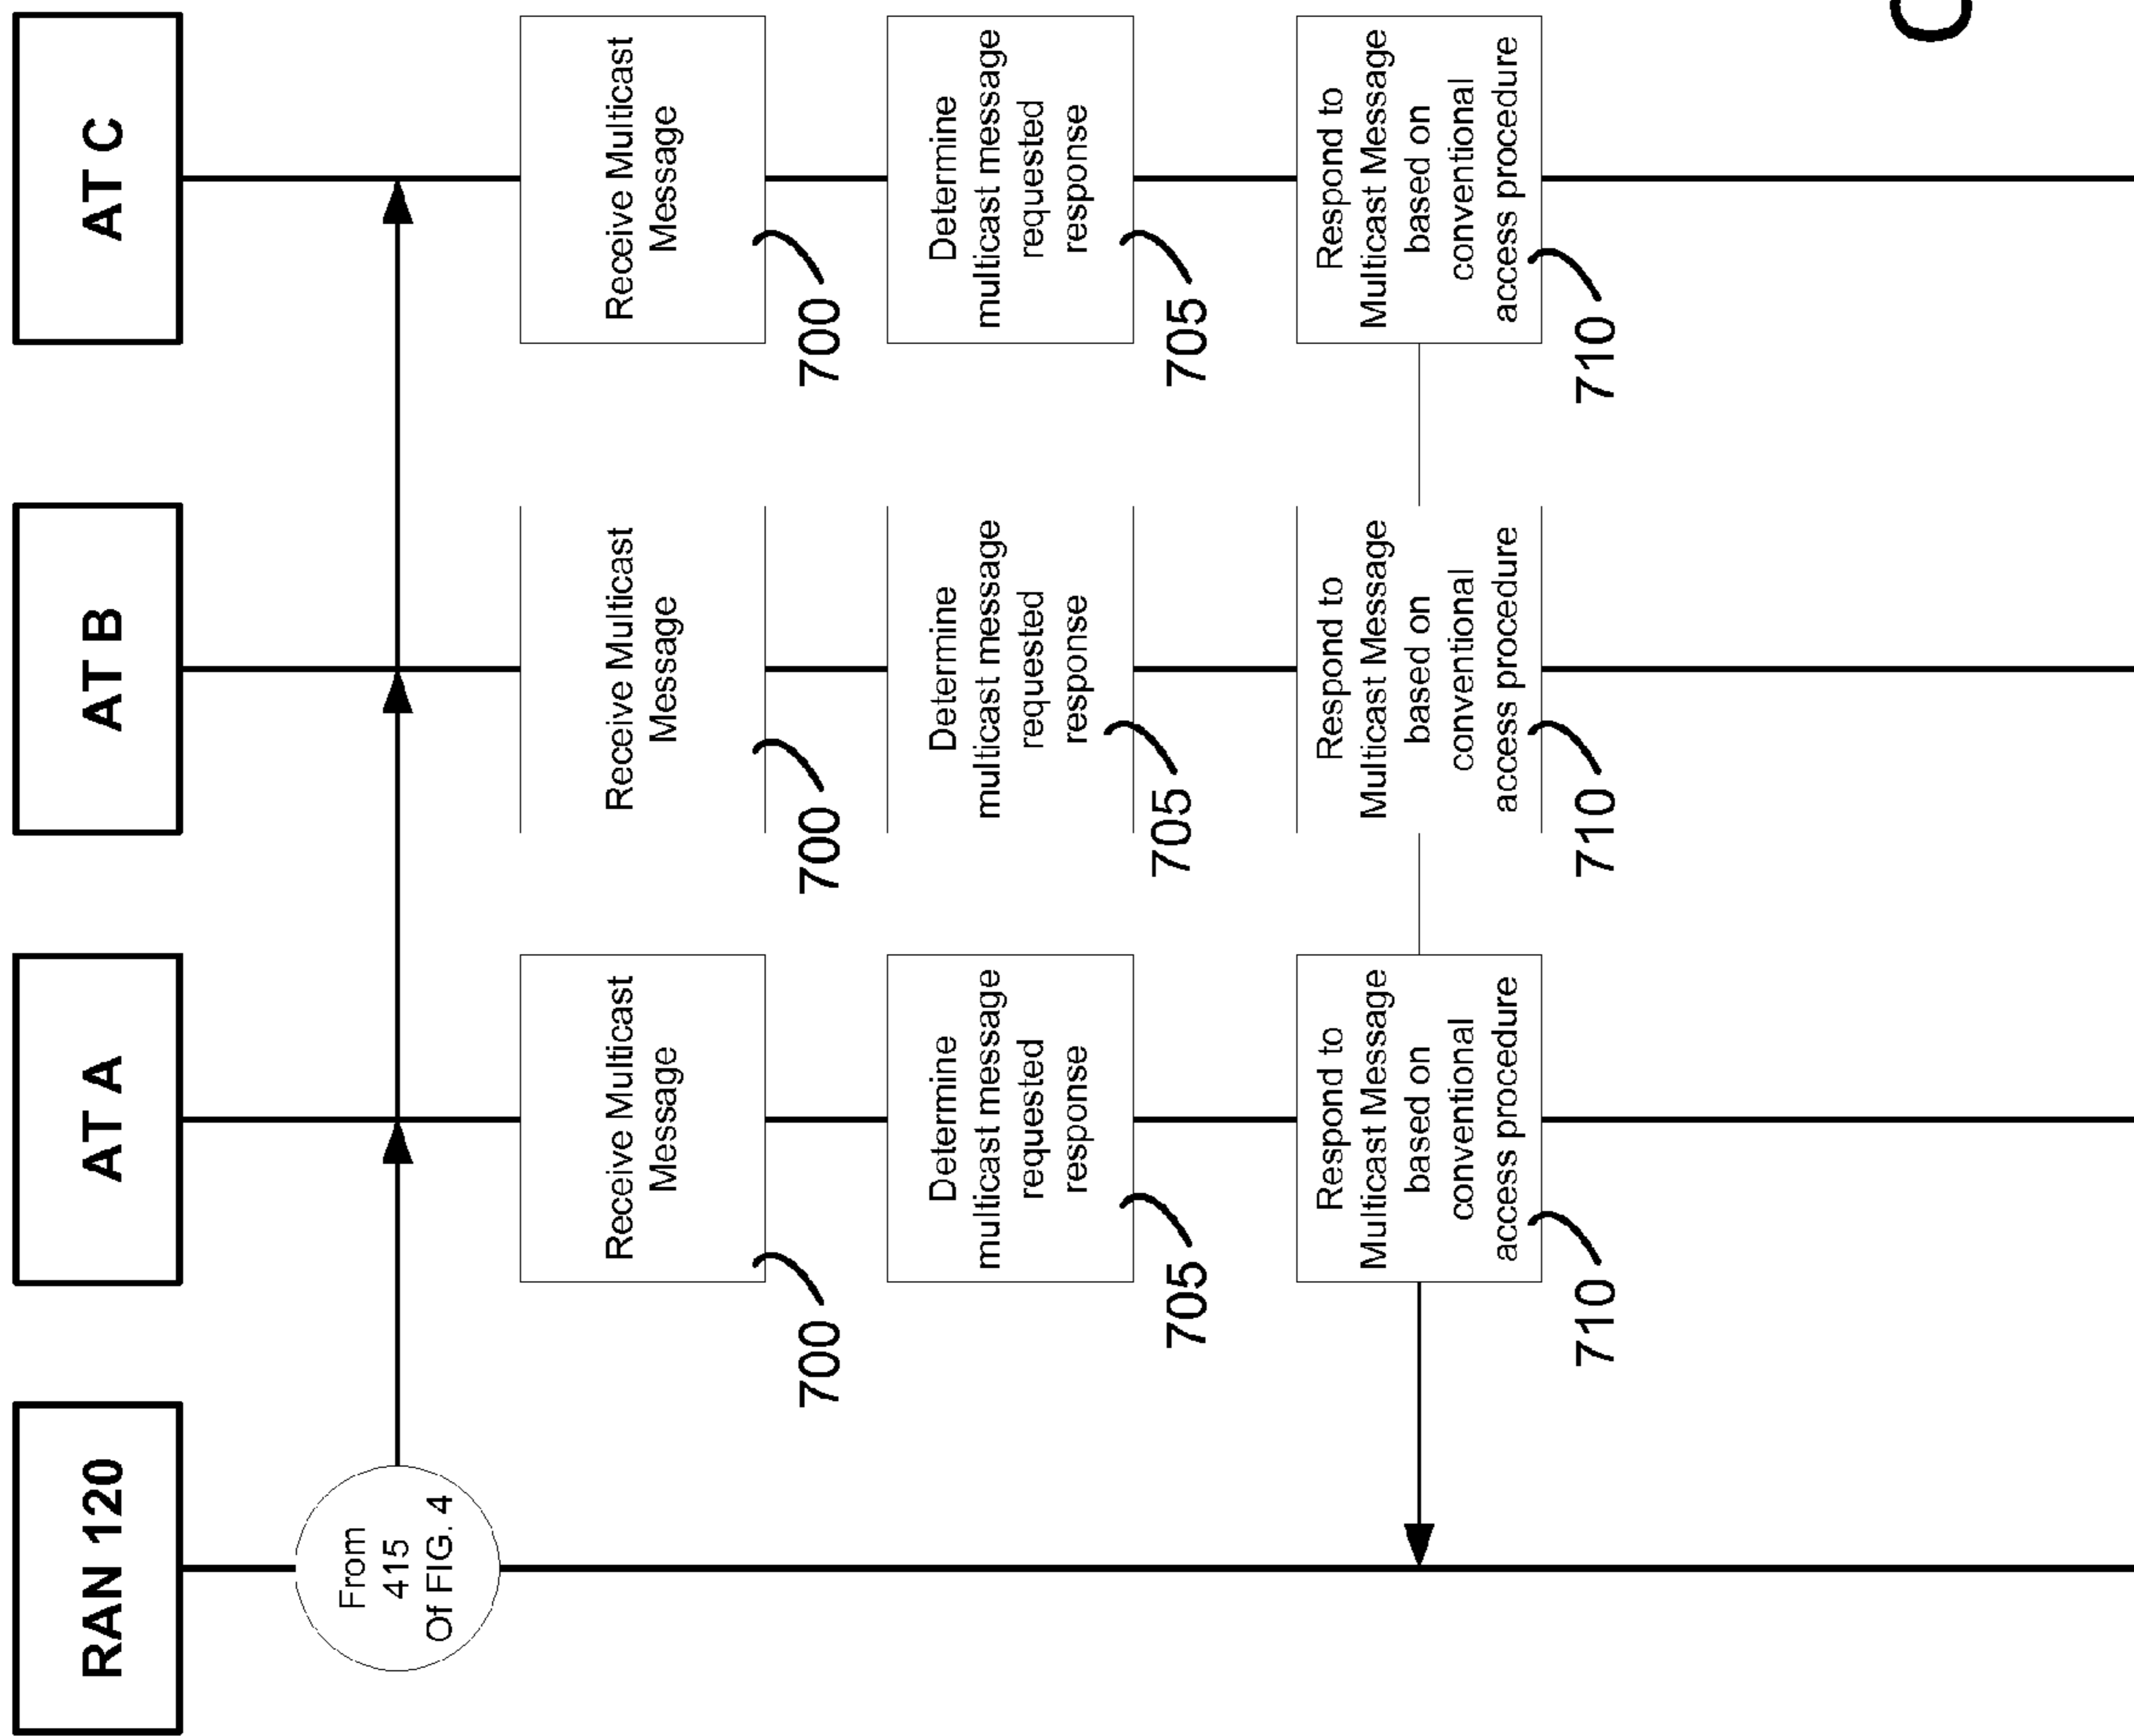 RAN 120
AT A
AT B
AT C
From
415
Of FIG. 4
Receive Multicast
Message
700
Receive Multicast
Message
700
Receive Multicast
Message
700
Determine
multicast message
requested
response
705
Determine
multicast message
requested
response
705
Determine
multicast message
requested
response
705
Respond to
Multicast Message
based on
conventional
access procedure
710
Respond to
Multicast Message
based on
conventional
access procedure
710
Respond to
Multicast Message
based on
conventional
access procedure
710